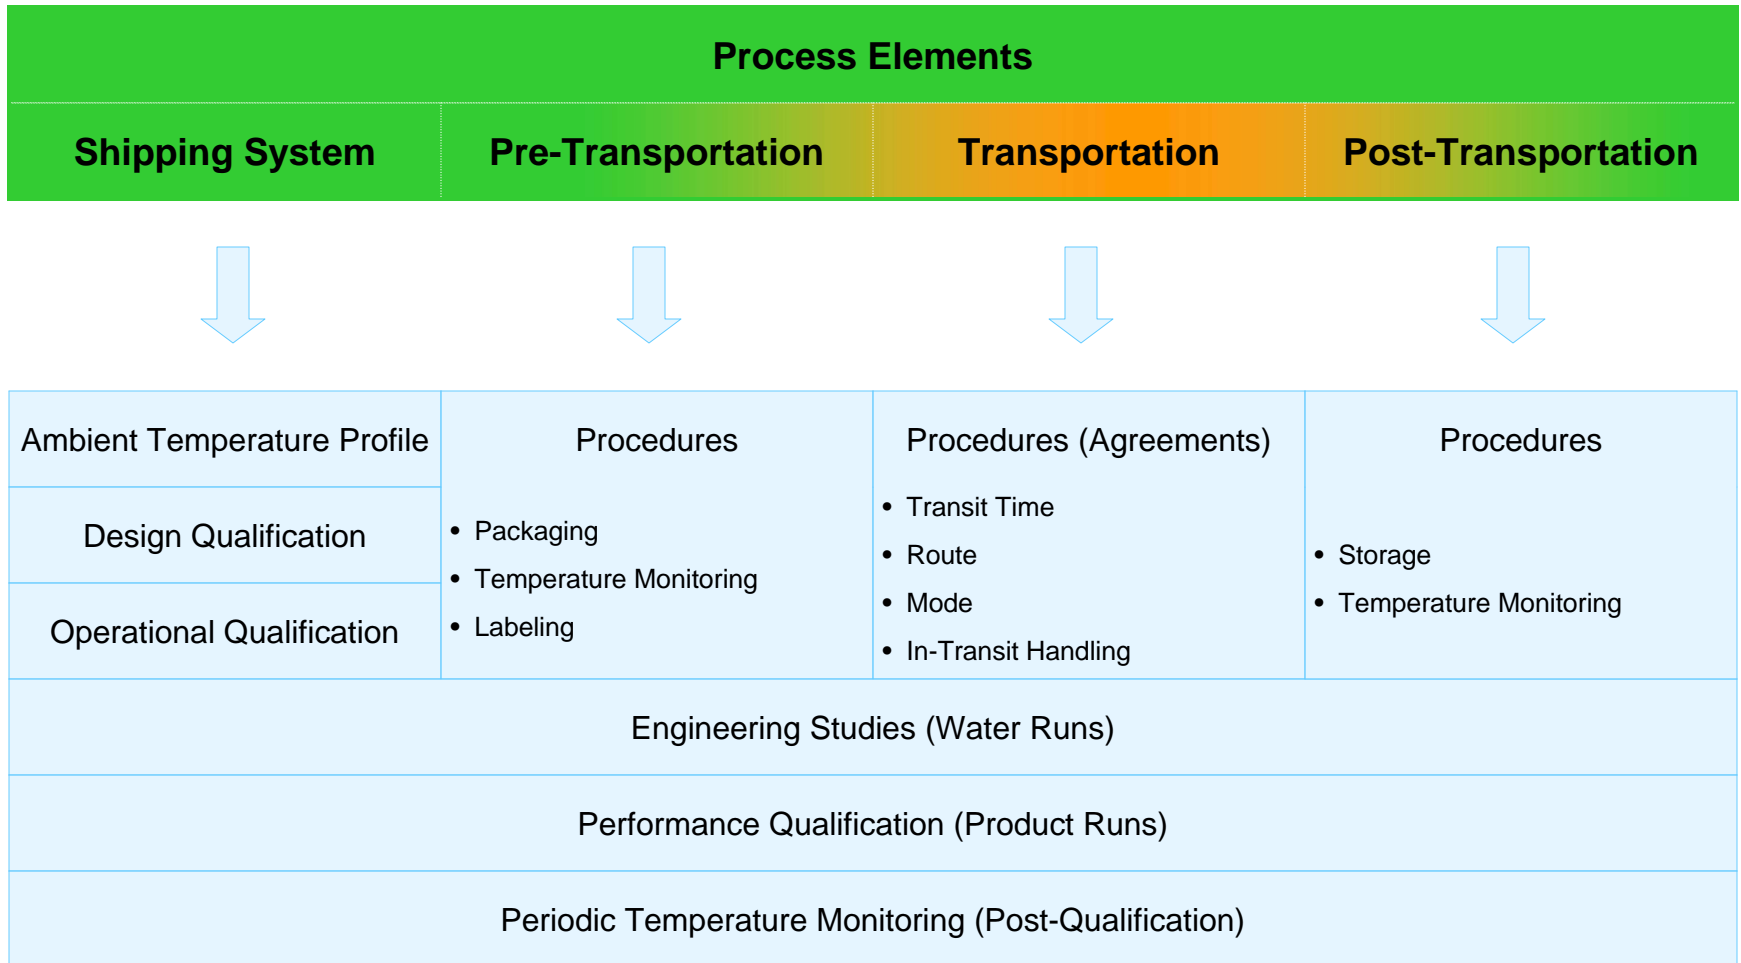 Process Elements
Shipping System
Pre-Transportation
Transportation
Post-Transportation
Ambient Temperature Profile
Design Qualification
Operational Qualification
Procedures
• Packaging
• Temperature Monitoring
• Labeling
Procedures (Agreements)
• Transit Time
• Route
• Mode
• In-Transit Handling
Procedures
• Storage
• Temperature Monitoring
Engineering Studies (Water Runs)
Performance Qualification (Product Runs)
Periodic Temperature Monitoring (Post-Qualification)